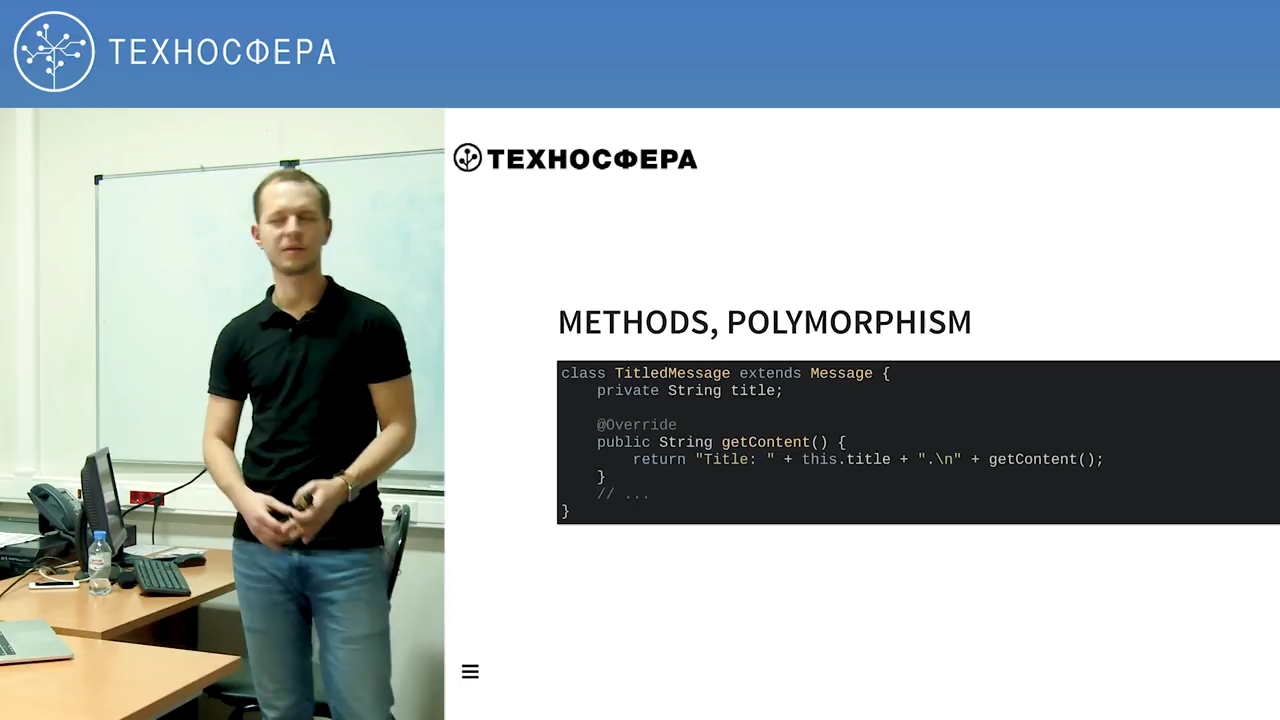 ТЕХНОСФЕРА
ТЕХНОСФЕРА
METHODS, POLYMORPHISM
class TitledMessage extends Message {
    private String title;

    @Override
    public String getContent() {
        return "Title: " + this.title + ".\n" + getContent();
    }
    // ...
}